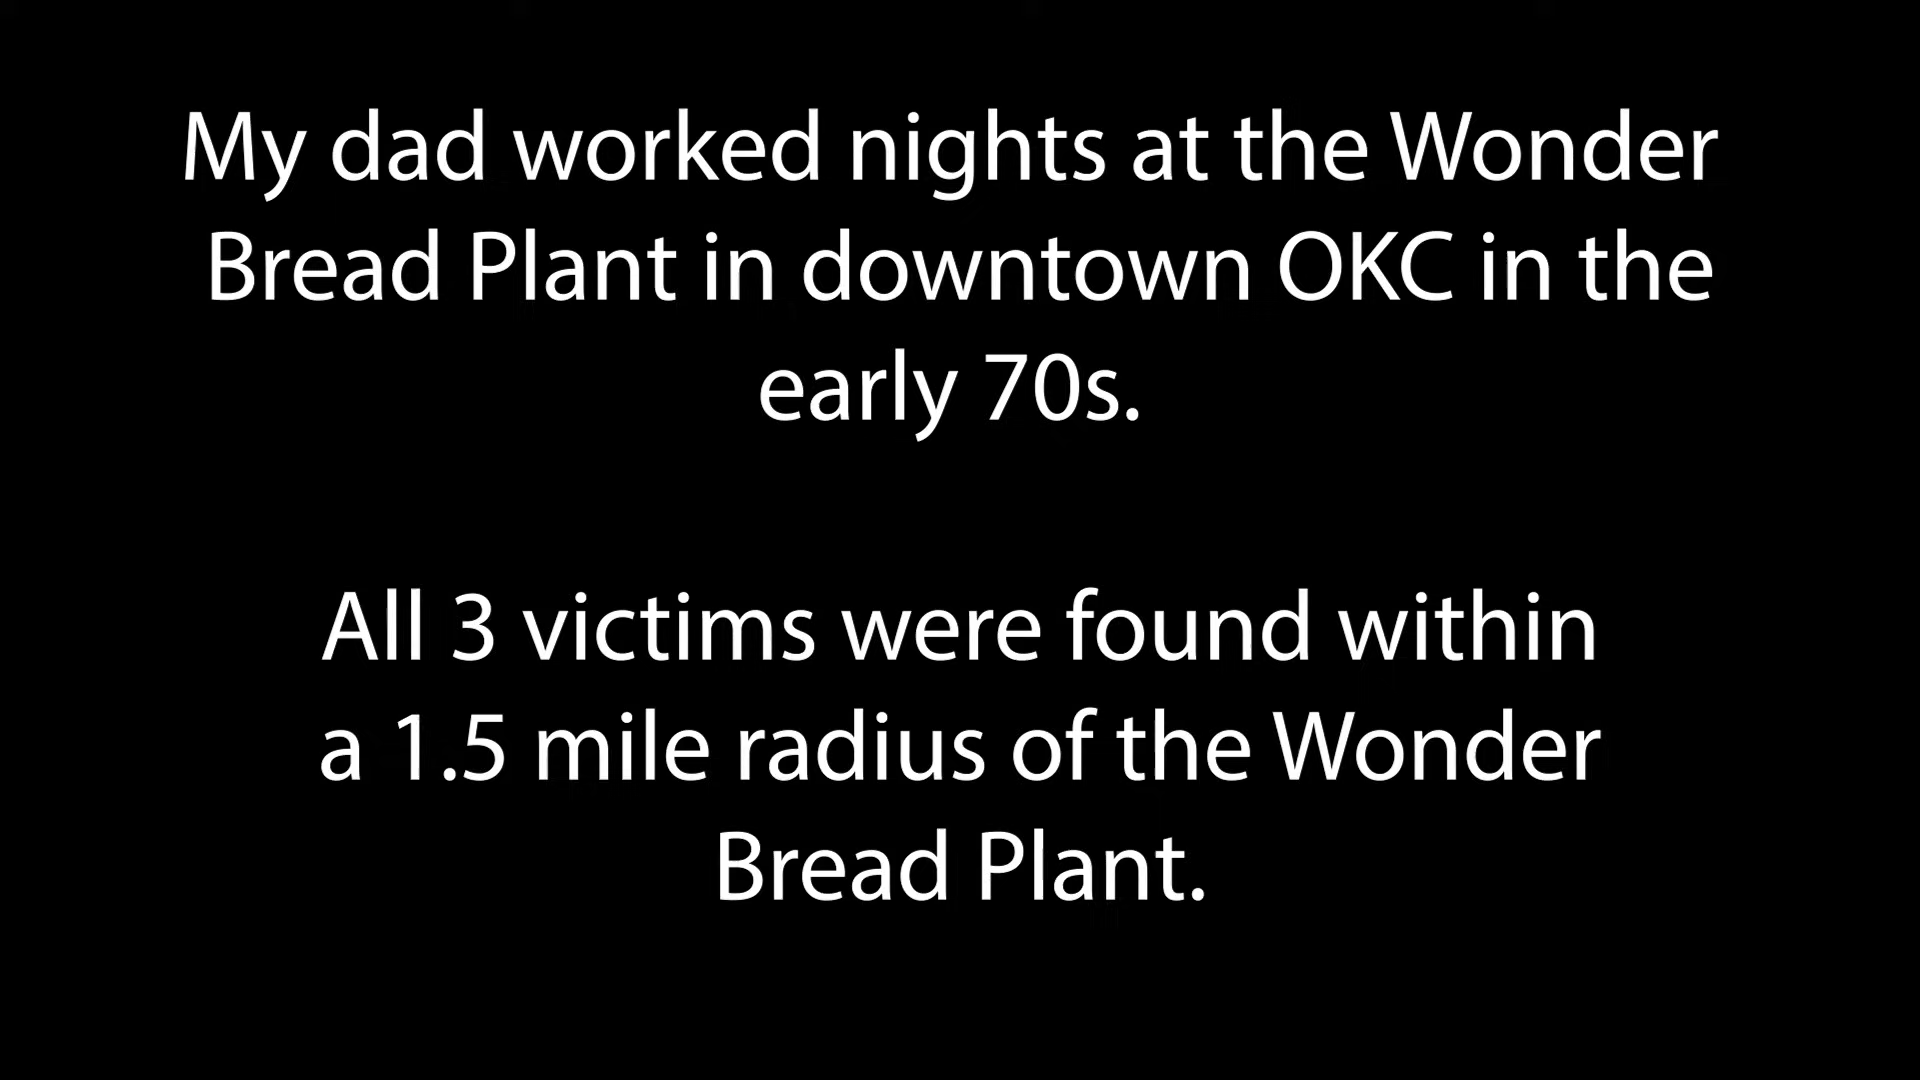 My dad worked nights at the Wonder
Bread Plant in downtown OKC in the
early 70s.
All 3 victims were found within
a 1.5 mile radius of the Wonder
Bread Plant.